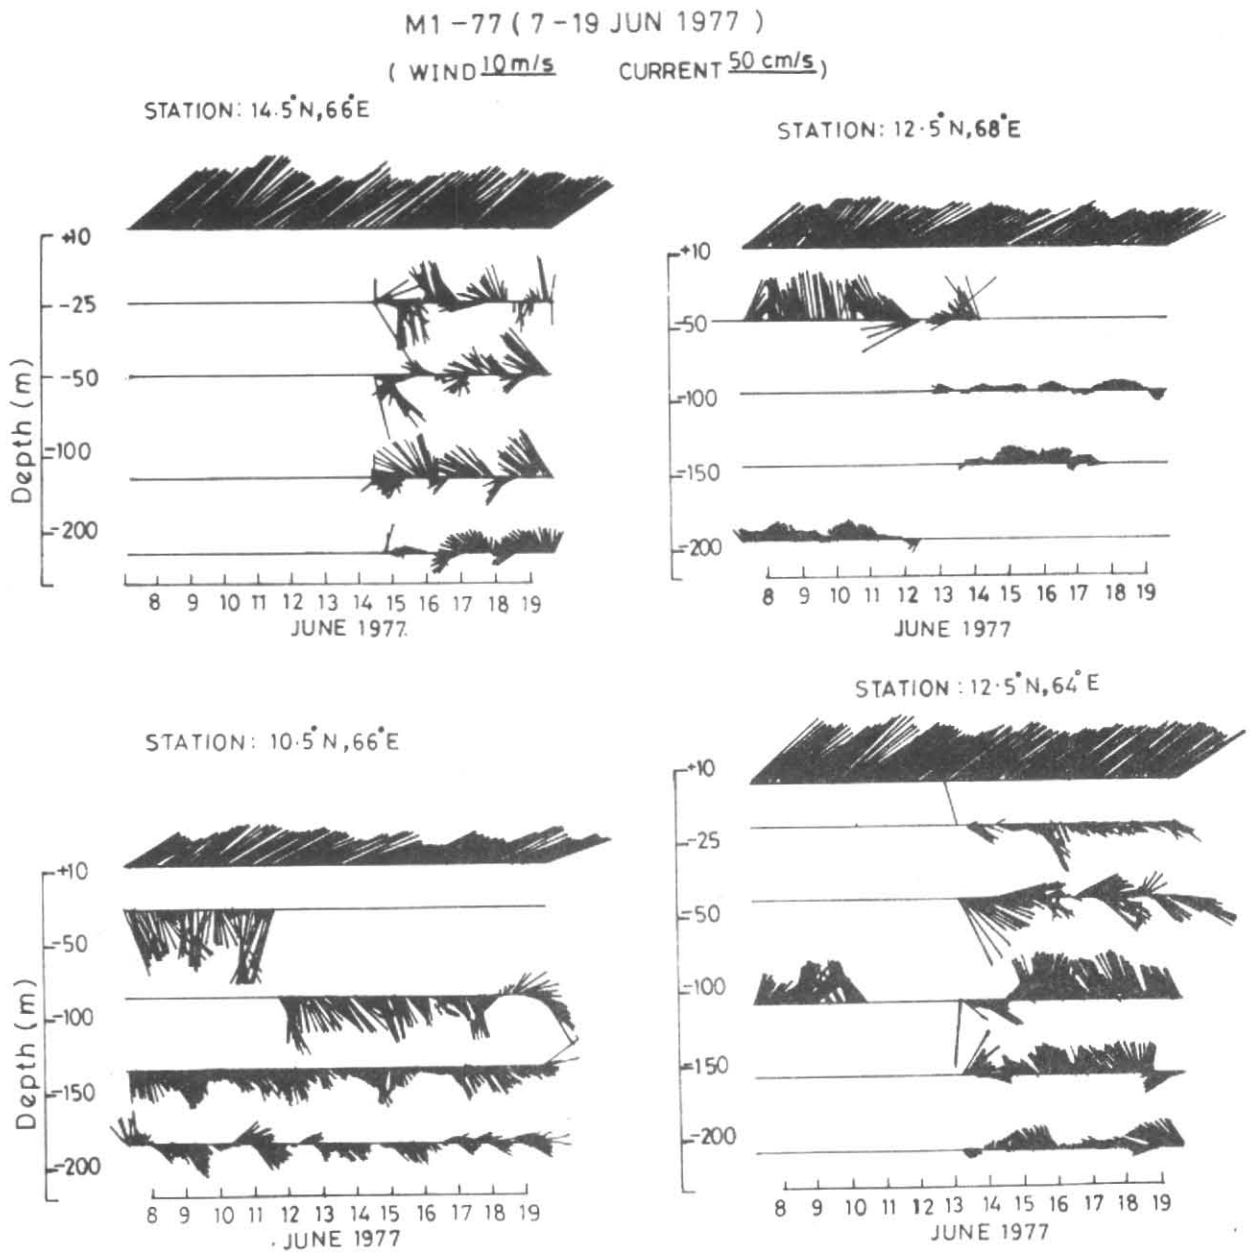 M1-77 ( 7-19 JUN 1977 )
( WIND 10 m/s CURRENT 50 cm/s )
STATION: 14.5°N, 66°E
+10
-25
-50
-100
-200
Depth (m)
8 9 10 11 12 13 14 15 16 17 18 19
JUNE 1977.
STATION: 12.5°N, 68°E
+10
-50
-100
-150
-200
8 9 10 11 12 13 14 15 16 17 18 19
JUNE 1977
STATION: 10.5°N, 66°E
+10
-50
-100
-150
-200
Depth (m)
8 9 10 11 12 13 14 15 16 17 18 19
JUNE 1977
STATION: 12.5°N, 64°E
+10
-25
-50
-100
-150
-200
8 9 10 11 12 13 14 15 16 17 18 19
JUNE 1977